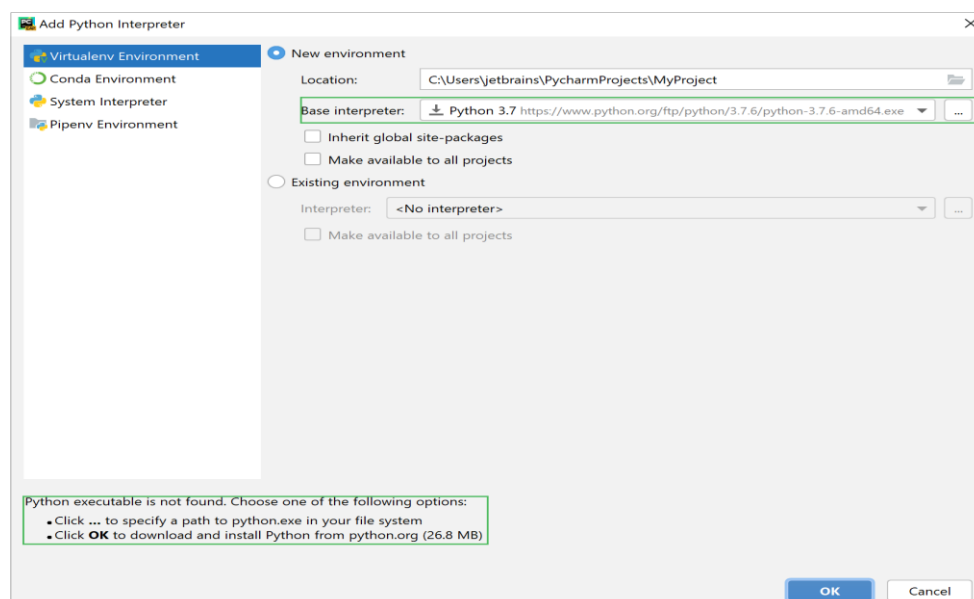 Add Python Interpreter
Virtualenv Environment
Conda Environment
System Interpreter
Pipenv Environment
New environment
Location: C:\Users\jetbrains\PycharmProjects\MyProject
Base interpreter: Python 3.7 https://www.python.org/ftp/python/3.7.6/python-3.7.6-amd64.exe ...
Inherit global site-packages
Make available to all projects
Existing environment
Interpreter: <No interpreter> ...
Make available to all projects
Python executable is not found. Choose one of the following options:
• Click ... to specify a path to python.exe in your file system
• Click OK to download and install Python from python.org (26.8 MB)
OK Cancel